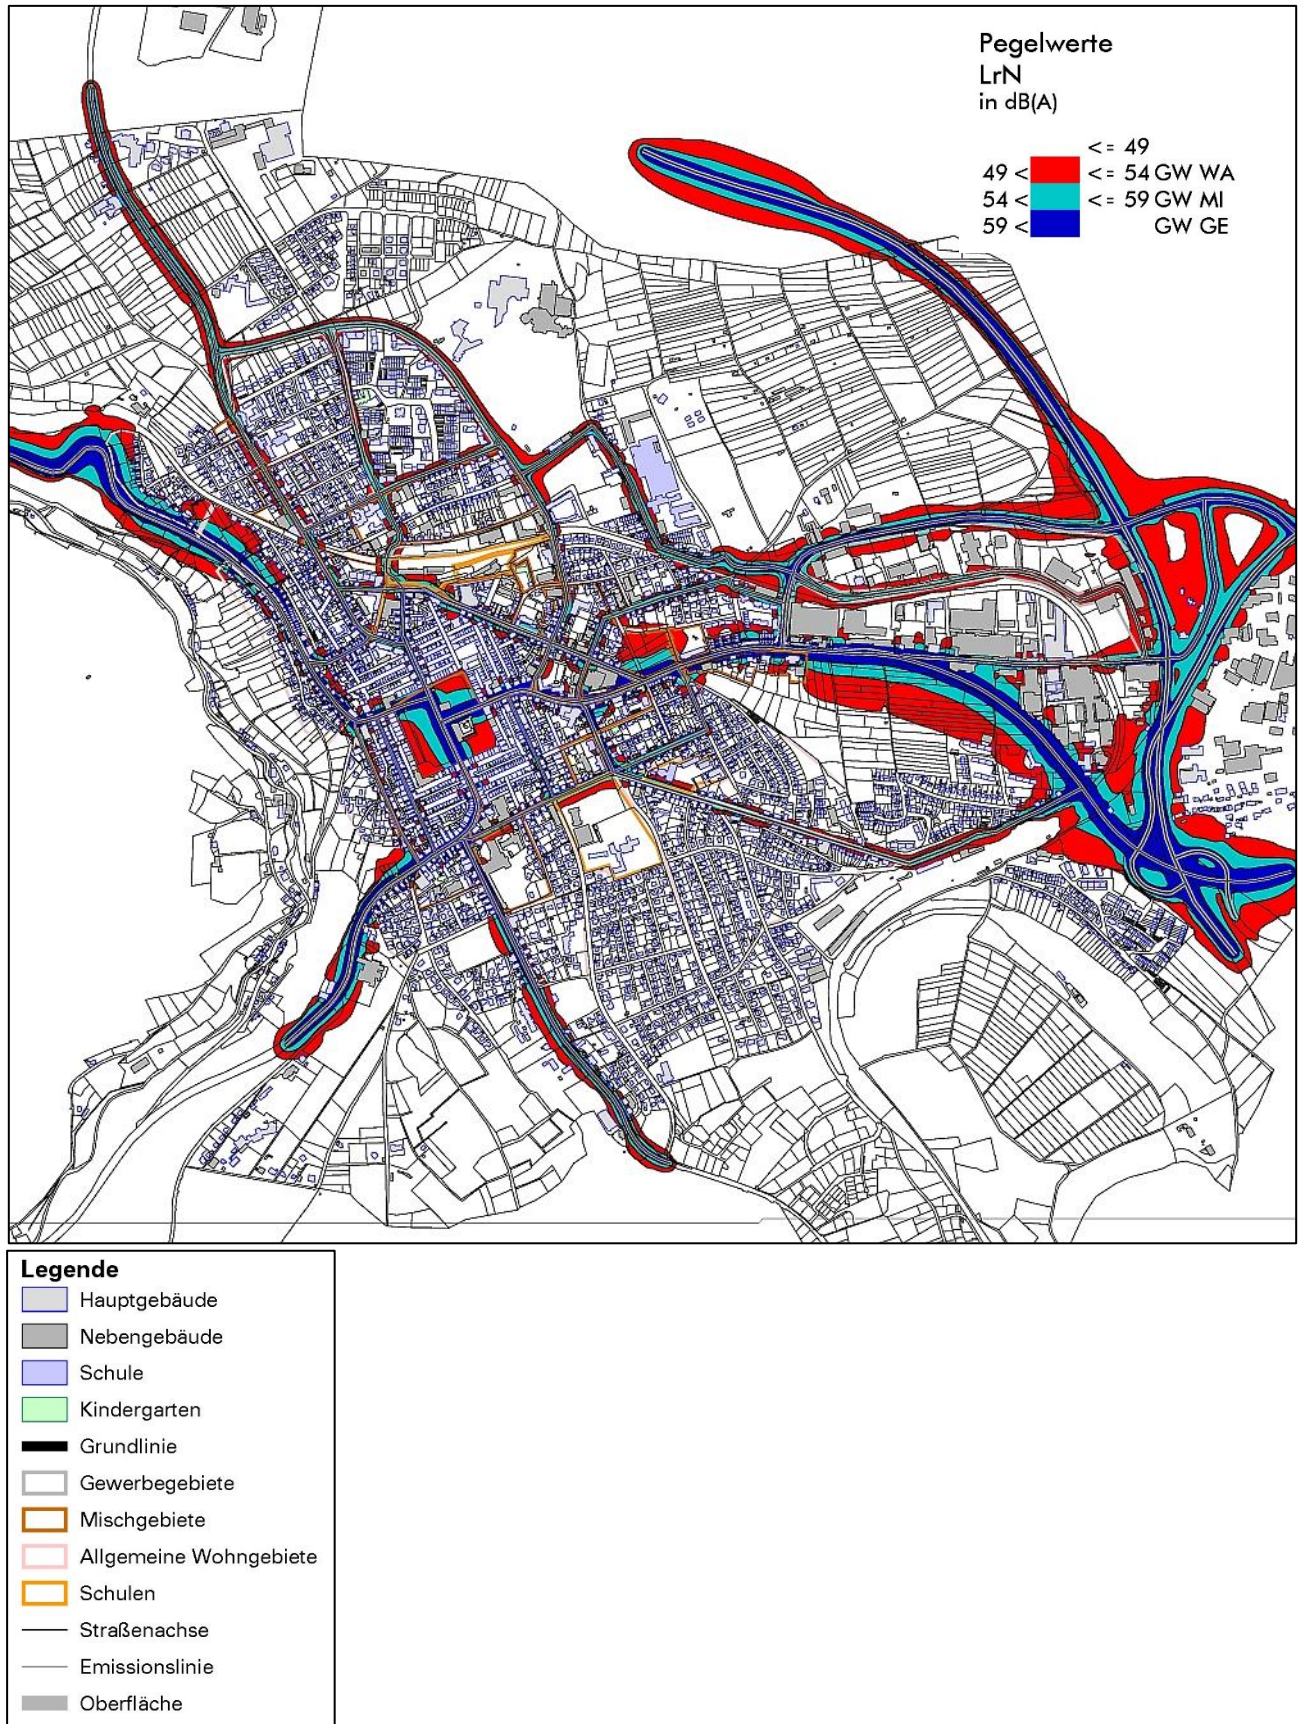 Pegelwerte
LrN
in dB(A)
<= 49
49 < <= 54 GW WA
54 < <= 59 GW MI
59 < GW GE
Legende
Hauptgebäude
Nebengebäude
Schule
Kindergarten
Grundlinie
Gewerbegebiete
Mischgebiete
Allgemeine Wohngebiete
Schulen
Straßenachse
Emissionslinie
Oberfläche